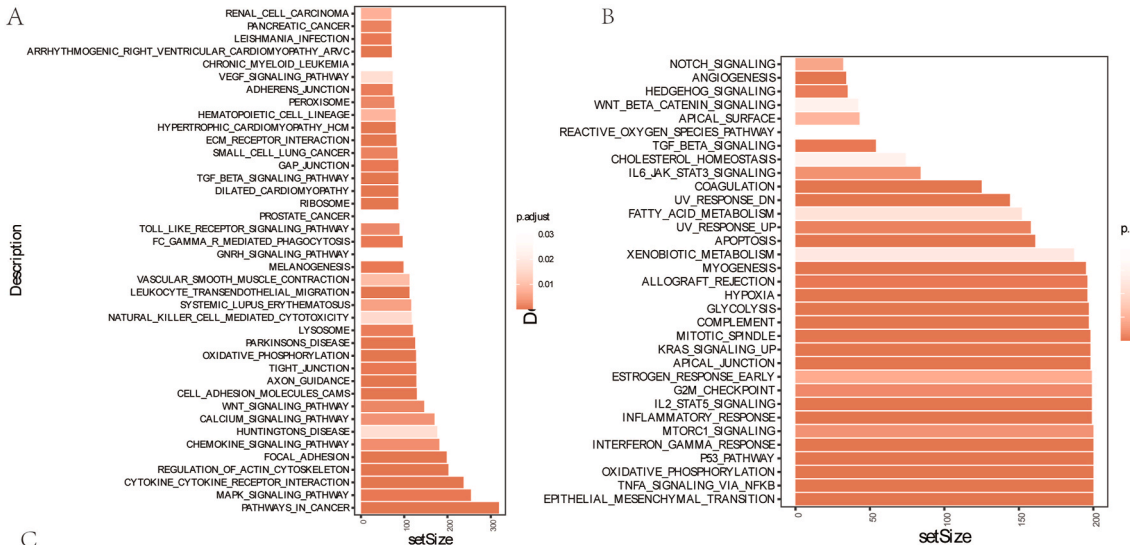 A
RENAL_CELL_CARCINOMA
PANCREATIC_CANCER
LEISHMANIA_INFECTION
ARRHYTHMOGENIC_RIGHT_VENTRICULAR_CARDIOMYOPATHY_ARVC
CHRONIC_MYELOID_LEUKEMIA
VEGF_SIGNALING_PATHWAY
ADHERENS_JUNCTION
PEROXISOME
HEMATOPOIETIC_CELL_LINEAGE
HYPERTROPHIC_CARDIOMYOPATHY_HCM
ECM_RECEPTOR_INTERACTION
SMALL_CELL_LUNG_CANCER
GAP_JUNCTION
TGF_BETA_SIGNALING_PATHWAY
DILATED_CARDIOMYOPATHY
RIBOSOME
PROSTATE_CANCER
TOLL_LIKE_RECEPTOR_SIGNALING_PATHWAY
FC_GAMMA_R_MEDIATED_PHAGOCYTOSIS
GNRH_SIGNALING_PATHWAY
MELANOGENESIS
VASCULAR_SMOOTH_MUSCLE_CONTRACTION
LEUKOCYTE_TRANSENDOTHELIAL_MIGRATION
SYSTEMIC_LUPUS_ERYTHEMATOSUS
NATURAL_KILLER_CELL_MEDIATED_CYTOTOXICITY
LYSOSOME
PARKINSONS_DISEASE
OXIDATIVE_PHOSPHORYLATION
TIGHT_JUNCTION
AXON_GUIDANCE
CELL_ADHESION_MOLECULES_CAMS
WNT_SIGNALING_PATHWAY
CALCIUM_SIGNALING_PATHWAY
HUNTINGTONS_DISEASE
CHEMOKINE_SIGNALING_PATHWAY
FOCAL_ADHESION
REGULATION_OF_ACTIN_CYTOSKELETON
CYTOKINE_CYTOKINE_RECEPTOR_INTERACTION
MAPK_SIGNALING_PATHWAY
PATHWAYS_IN_CANCER
Description
0 100 200 300
setSize
p.adjust
0.03
0.02
0.01
B
NOTCH_SIGNALING
ANGIOGENESIS
HEDGEHOG_SIGNALING
WNT_BETA_CATENIN_SIGNALING
APICAL_SURFACE
REACTIVE_OXYGEN_SPECIES_PATHWAY
TGF_BETA_SIGNALING
CHOLESTEROL_HOMEOSTASIS
IL6_JAK_STAT3_SIGNALING
COAGULATION
UV_RESPONSE_DN
FATTY_ACID_METABOLISM
UV_RESPONSE_UP
APOPTOSIS
XENOBIOTIC_METABOLISM
MYOGENESIS
ALLOGRAFT_REJECTION
HYPOXIA
GLYCOLYSIS
COMPLEMENT
MITOTIC_SPINDLE
KRAS_SIGNALING_UP
APICAL_JUNCTION
ESTROGEN_RESPONSE_EARLY
G2M_CHECKPOINT
IL2_STAT5_SIGNALING
INFLAMMATORY_RESPONSE
MTORC1_SIGNALING
INTERFERON_GAMMA_RESPONSE
P53_PATHWAY
OXIDATIVE_PHOSPHORYLATION
TNFA_SIGNALING_VIA_NFKB
EPITHELIAL_MESENCHYMAL_TRANSITION
0 50 100 150 200
setSize
p.
C